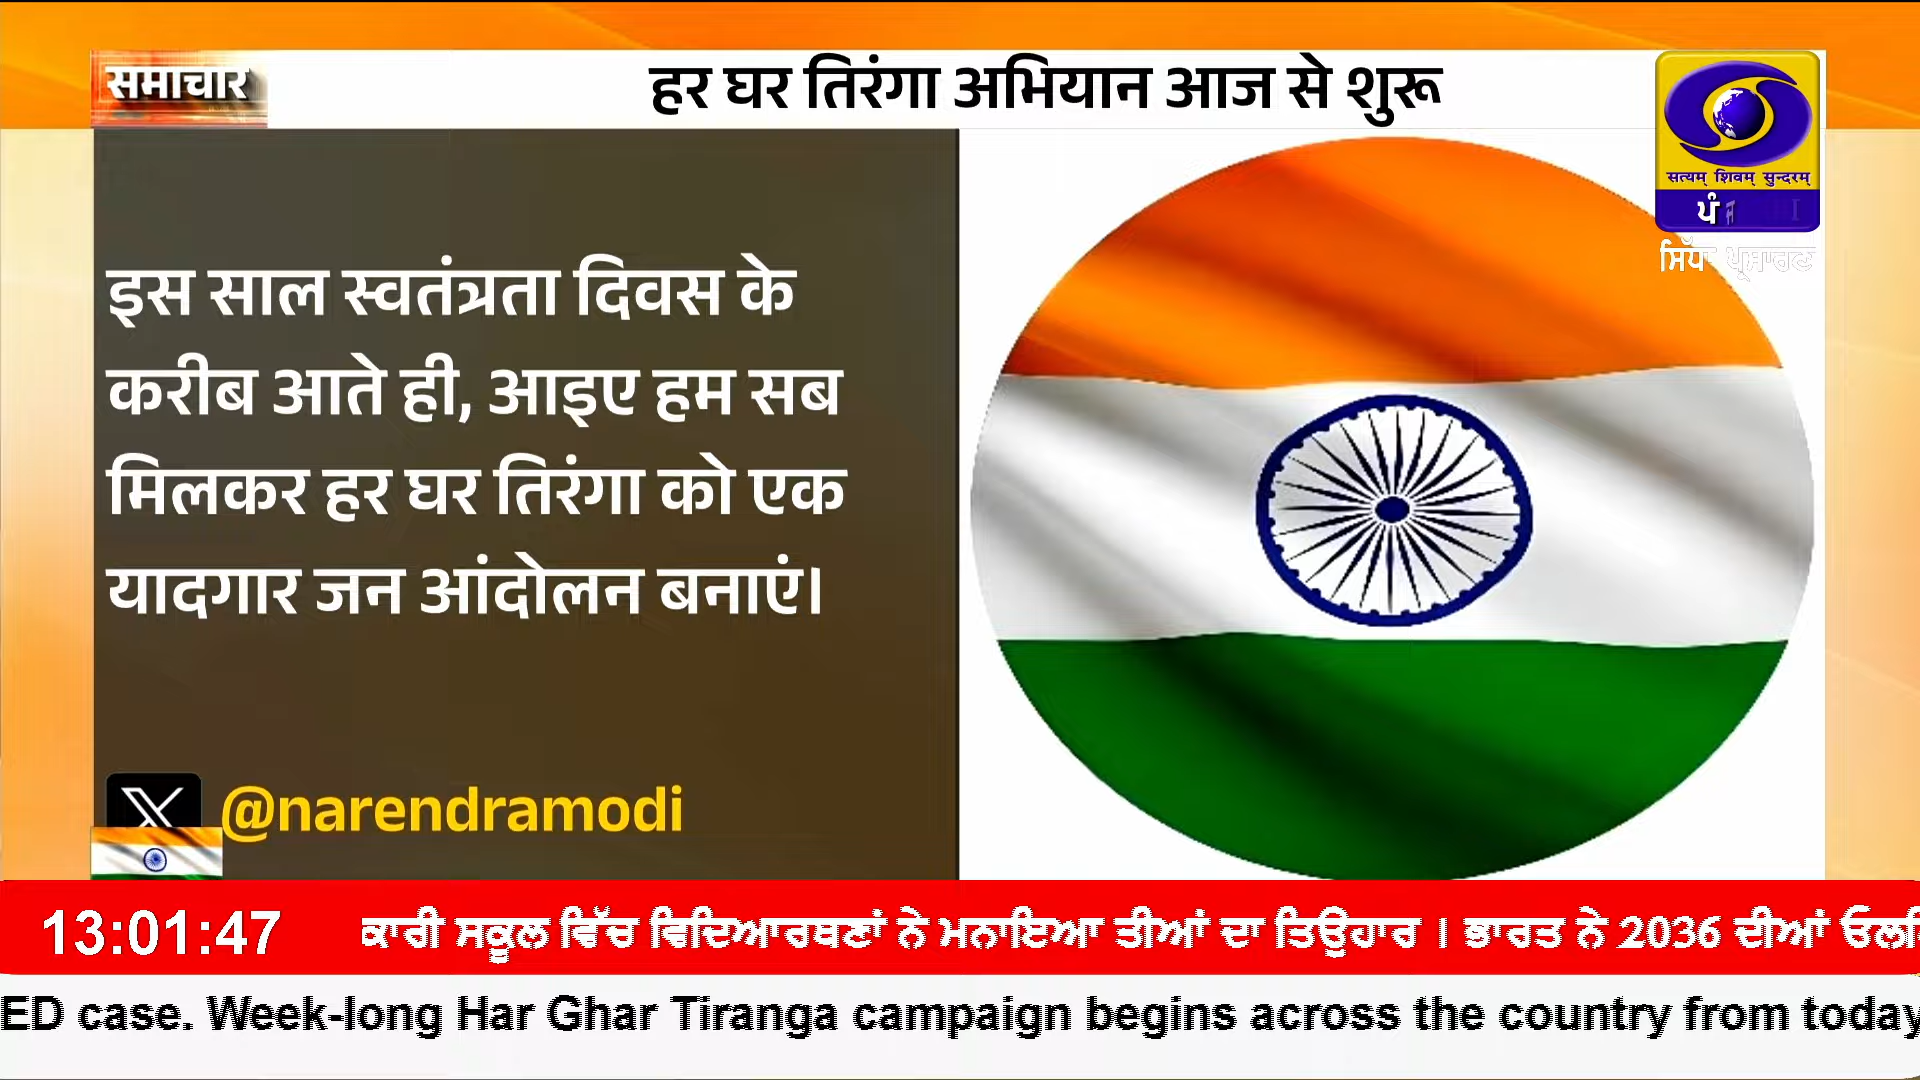 समाचार
हर घर तिरंगा अभियान आज से शुरू
सत्यम् शिवम् सुन्दरम्
ਪੰ
ਸਿੱਧਾ ਪ੍ਰਸਾਰਣ
इस साल स्वतंत्रता दिवस के
करीब आते ही, आइए हम सब
मिलकर हर घर तिरंगा को एक
यादगार जन आंदोलन बनाएं।
@narendramodi
13:01:47
ਕਾਰੀ ਸਕੂਲ ਵਿੱਚ ਵਿਦਿਆਰਥਣਾਂ ਨੇ ਮਨਾਇਆ ਤੀਆਂ ਦਾ ਤਿਉਹਾਰ । ਭਾਰਤ ਨੇ 2036 ਦੀਆਂ
ED case. Week-long Har Ghar Tiranga campaign begins across the country from today